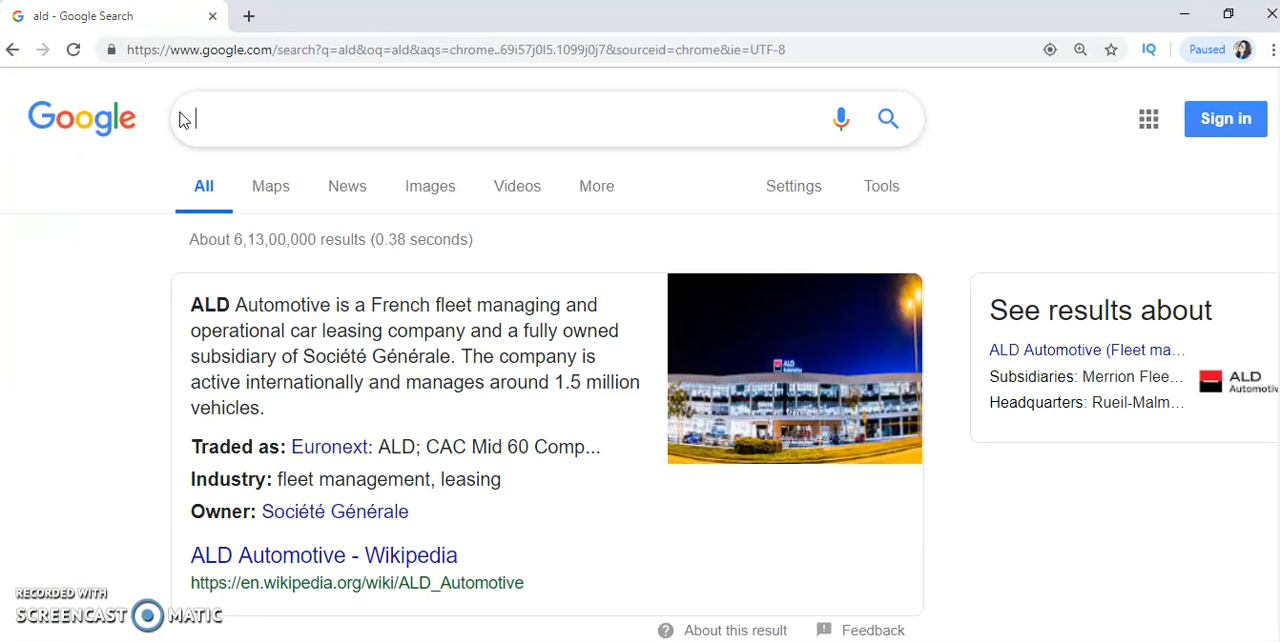 ald - Google Search
https://www.google.com/search?q=ald&oq=ald&aqs=chrome..69i57j0l5.1099j0j7&sourceid=chrome&ie=UTF-8
IQ
Paused
Google
Sign in
All Maps News Images Videos More Settings Tools
About 6,13,00,000 results (0.38 seconds)
ALD Automotive is a French fleet managing and
operational car leasing company and a fully owned
subsidiary of Société Générale. The company is
active internationally and manages around 1.5 million
vehicles.
Traded as: Euronext: ALD; CAC Mid 60 Comp...
Industry: fleet management, leasing
Owner: Société Générale
ALD Automotive - Wikipedia
https://en.wikipedia.org/wiki/ALD_Automotive
ALD
Automotive
See results about
ALD Automotive (Fleet ma...
Subsidiaries: Merrion Flee...
Headquarters: Rueil-Malm...
ALD
Automotiv
About this result Feedback
RECORDED WITH
SCREENCAST MATIC